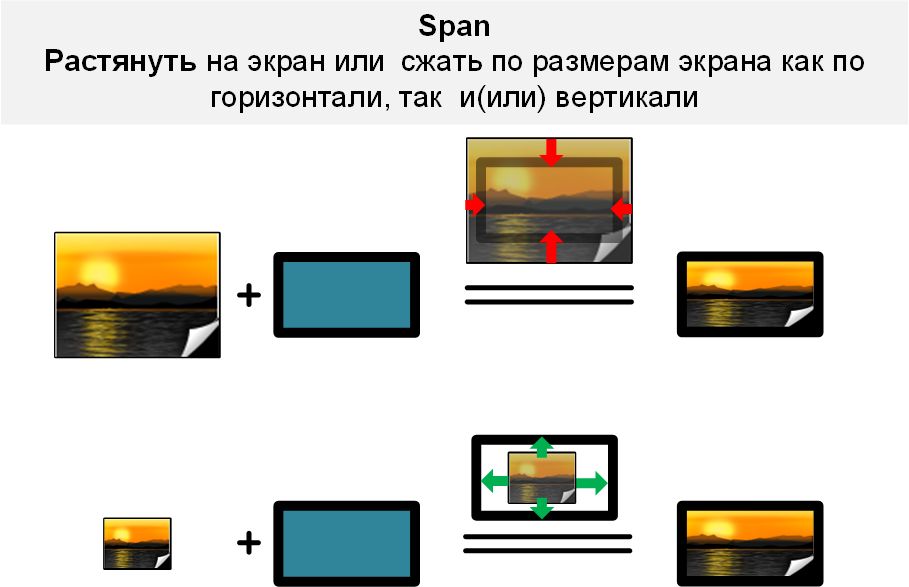 Span
Растянуть на экран или сжать по размерам экрана как по
горизонтали, так и(или) вертикали